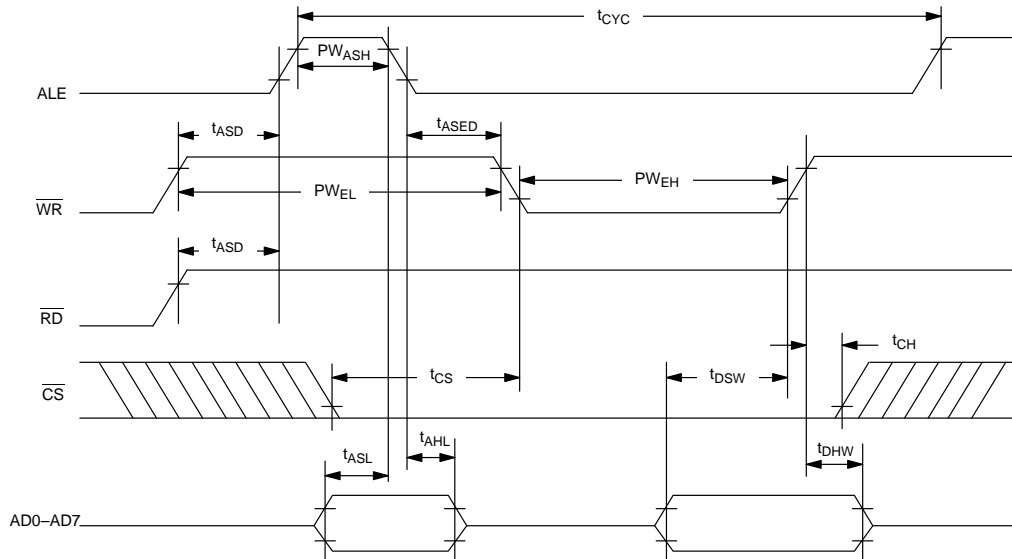 tCYC
PWASH
ALE
tASD
tASED
PWEL
PWEH
WR
tASD
RD
tCH
tCS
tDSW
CS
tASL
tAHL
tDHW
AD0–AD7